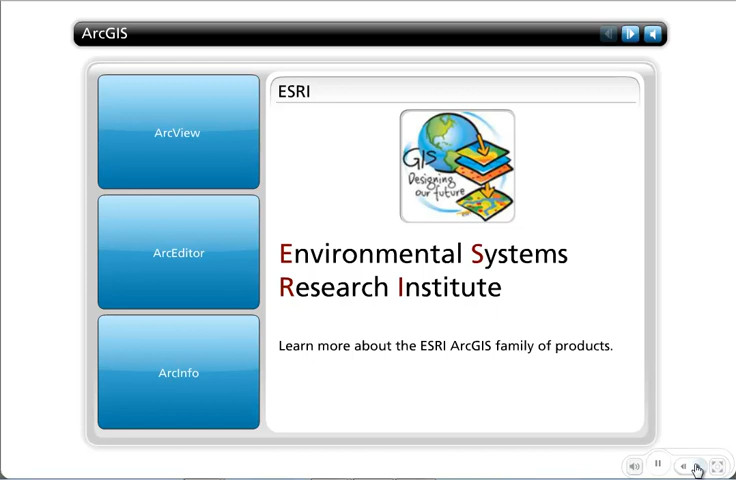 ArcGIS
ArcView
ArcEditor
ArcInfo
ESRI
GIS
Designing
our future
Environmental Systems
Research Institute
Learn more about the ESRI ArcGIS family of products.